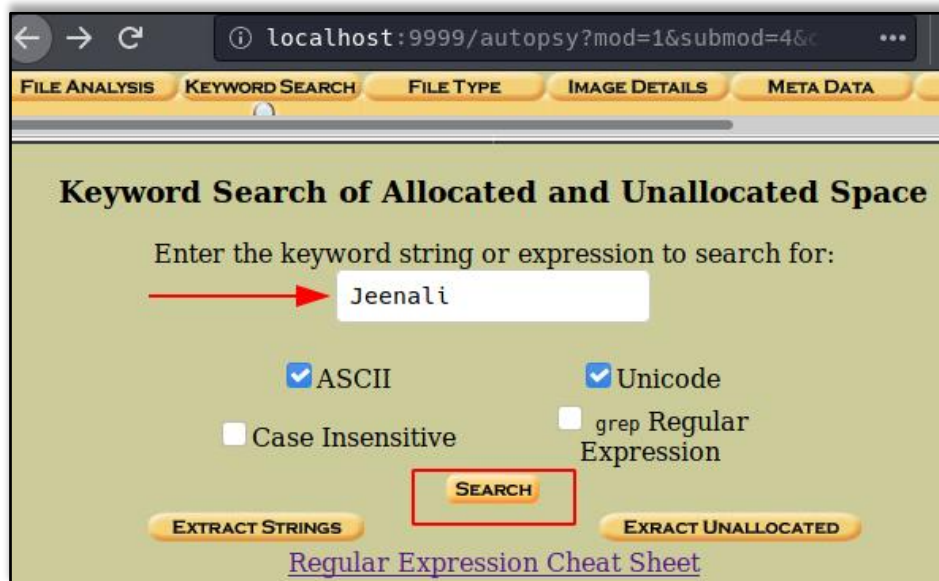 localhost:9999/autopsy?mod=1&submod=4& •••
FILE ANALYSIS KEYWORD SEARCH FILE TYPE IMAGE DETAILS META DATA
Keyword Search of Allocated and Unallocated Space
Enter the keyword string or expression to search for:
Jeenali
ASCII Unicode
Case Insensitive grep Regular
Expression
SEARCH
EXTRACT STRINGS EXRACT UNALLOCATED
Regular Expression Cheat Sheet